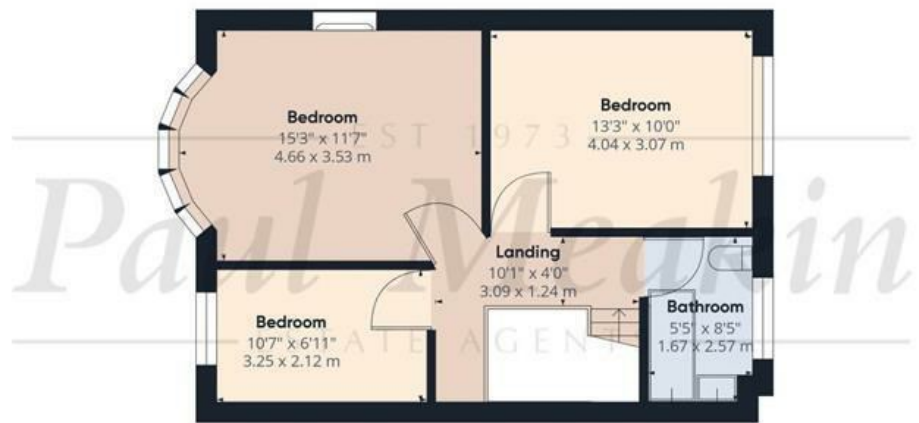 Bedroom
15'3" x 11'7"
4.66 x 3.53 m
Bedroom
13'3" x 10'0"
4.04 x 3.07 m
EST 1973
Paul Meakin
ESTATE AGENTS
Landing
10'1" x 4'0"
3.09 x 1.24 m
Bedroom
10'7" x 6'11"
3.25 x 2.12 m
Bathroom
5'5" x 8'5"
1.67 x 2.57 m